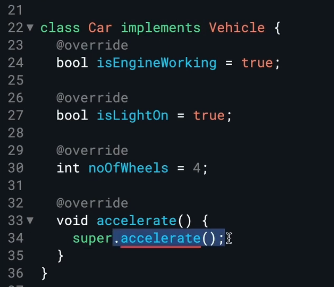 21
22 class Car implements Vehicle {
23   @override
24   bool isEngineWorking = true;
25
26   @override
27   bool isLightOn = true;
28
29   @override
30   int noOfWheels = 4;
31
32   @override
33   void accelerate() {
34     super.accelerate();
35   }
36 }